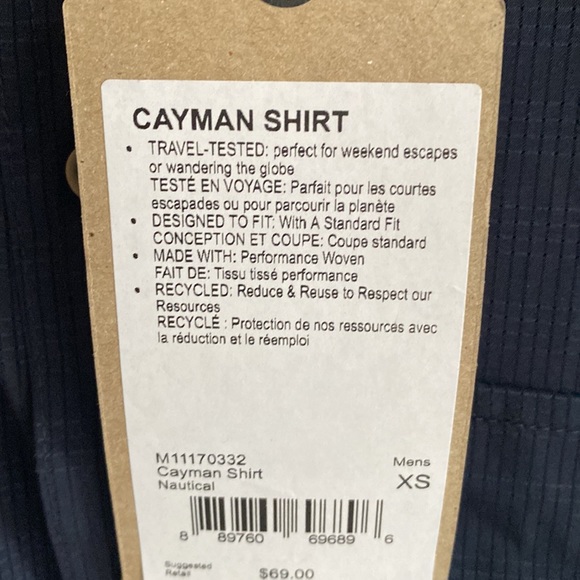 CAYMAN SHIRT
• TRAVEL-TESTED: perfect for weekend escapes
or wandering the globe
TESTÉ EN VOYAGE: Parfait pour les courtes
escapades ou pour parcourir la planète
• DESIGNED TO FIT: With A Standard Fit
CONCEPTION ET COUPE: Coupe standard
• MADE WITH: Performance Woven
FAIT DE: Tissu tissé performance
• RECYCLED: Reduce & Reuse to Respect our
Resources
RECYCLÉ : Protection de nos ressources avec
la réduction et le réemploi
M11170332
Cayman Shirt
Nautical
Mens
XS
8 89760 69689 6
Suggested
Retail
$69.00